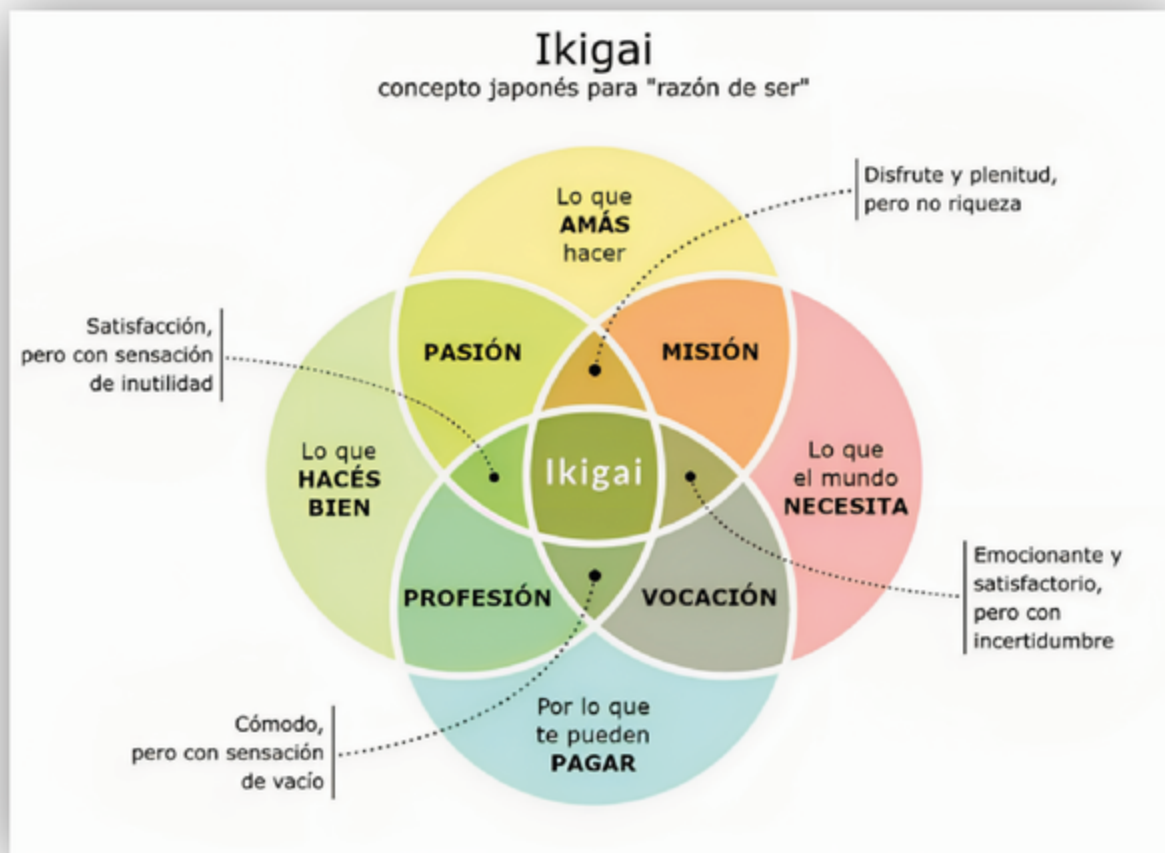 Ikigai
concepto japonés para "razón de ser"
Lo que
AMÁS
hacer
Disfrute y plenitud,
pero no riqueza
Satisfacción,
pero con sensación
de inutilidad
PASIÓN
MISIÓN
Lo que
HACÉS
BIEN
Ikigai
Lo que
el mundo
NECESITA
PROFESIÓN
VOCACIÓN
Emocionante y
satisfactorio,
pero con
incertidumbre
Cómodo,
pero con sensación
de vacío
Por lo que
te pueden
PAGAR